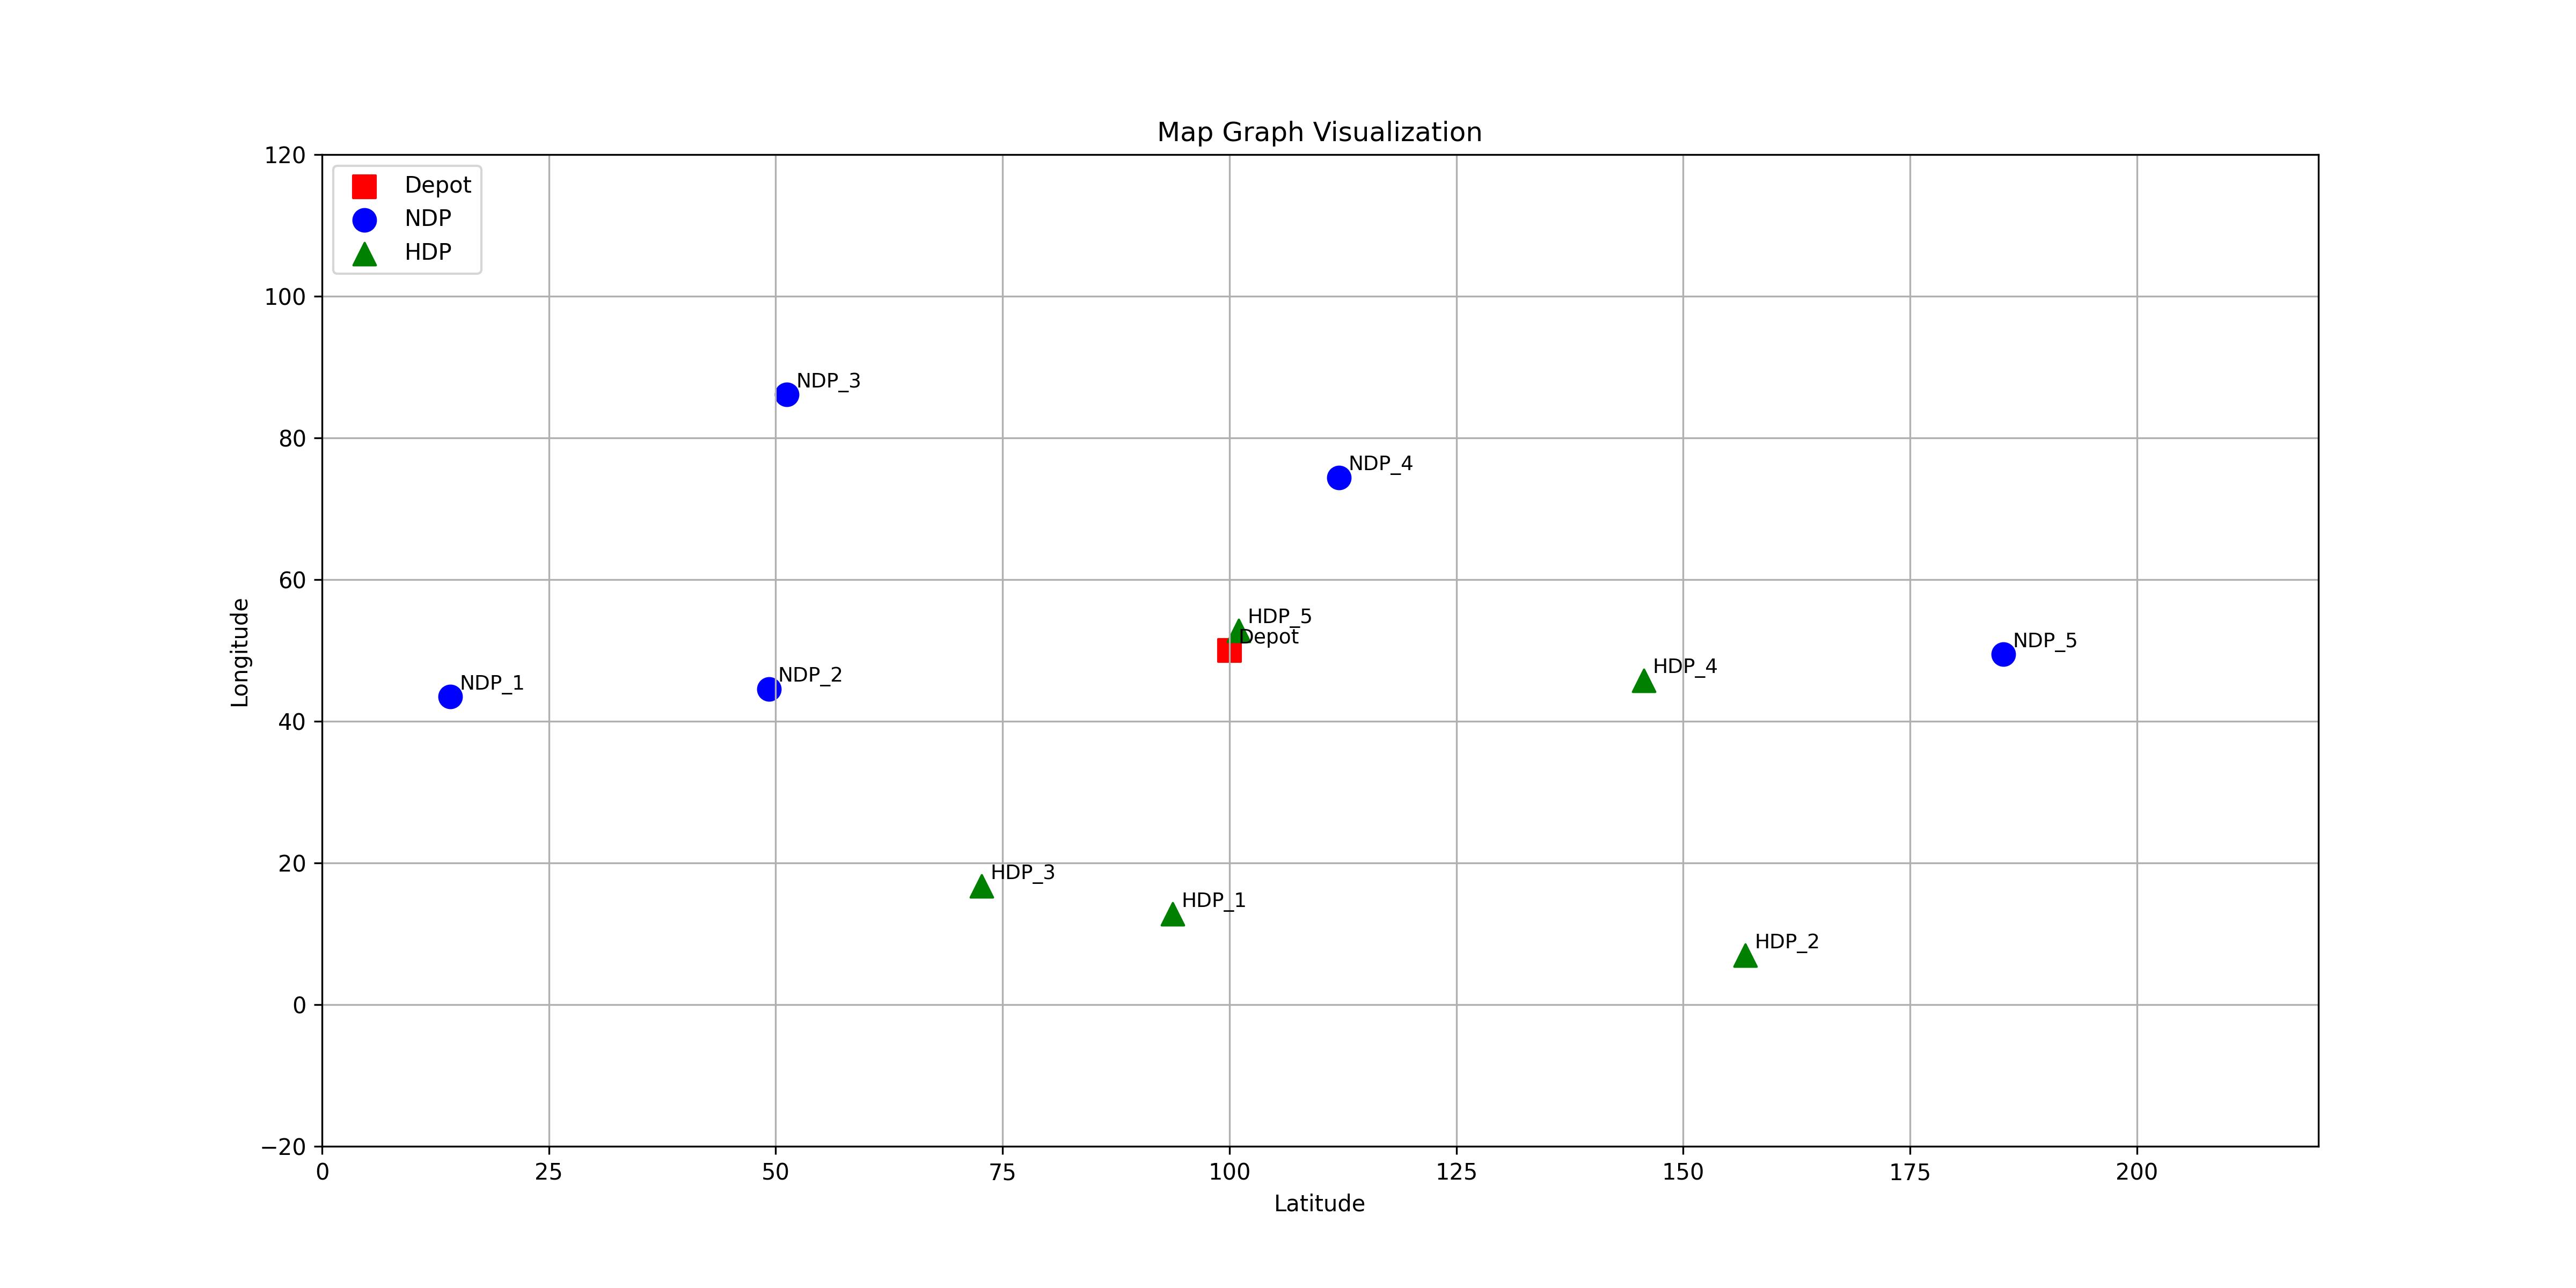 Map Graph Visualization
120
100
80
60
40
20
0
−20
Longitude
Depot
NDP
HDP
NDP_3
NDP_4
HDP_5
Depot
NDP_5
HDP_4
NDP_2
NDP_1
HDP_3
HDP_1
HDP_2
0 25 50 75 100 125 150 175 200
Latitude